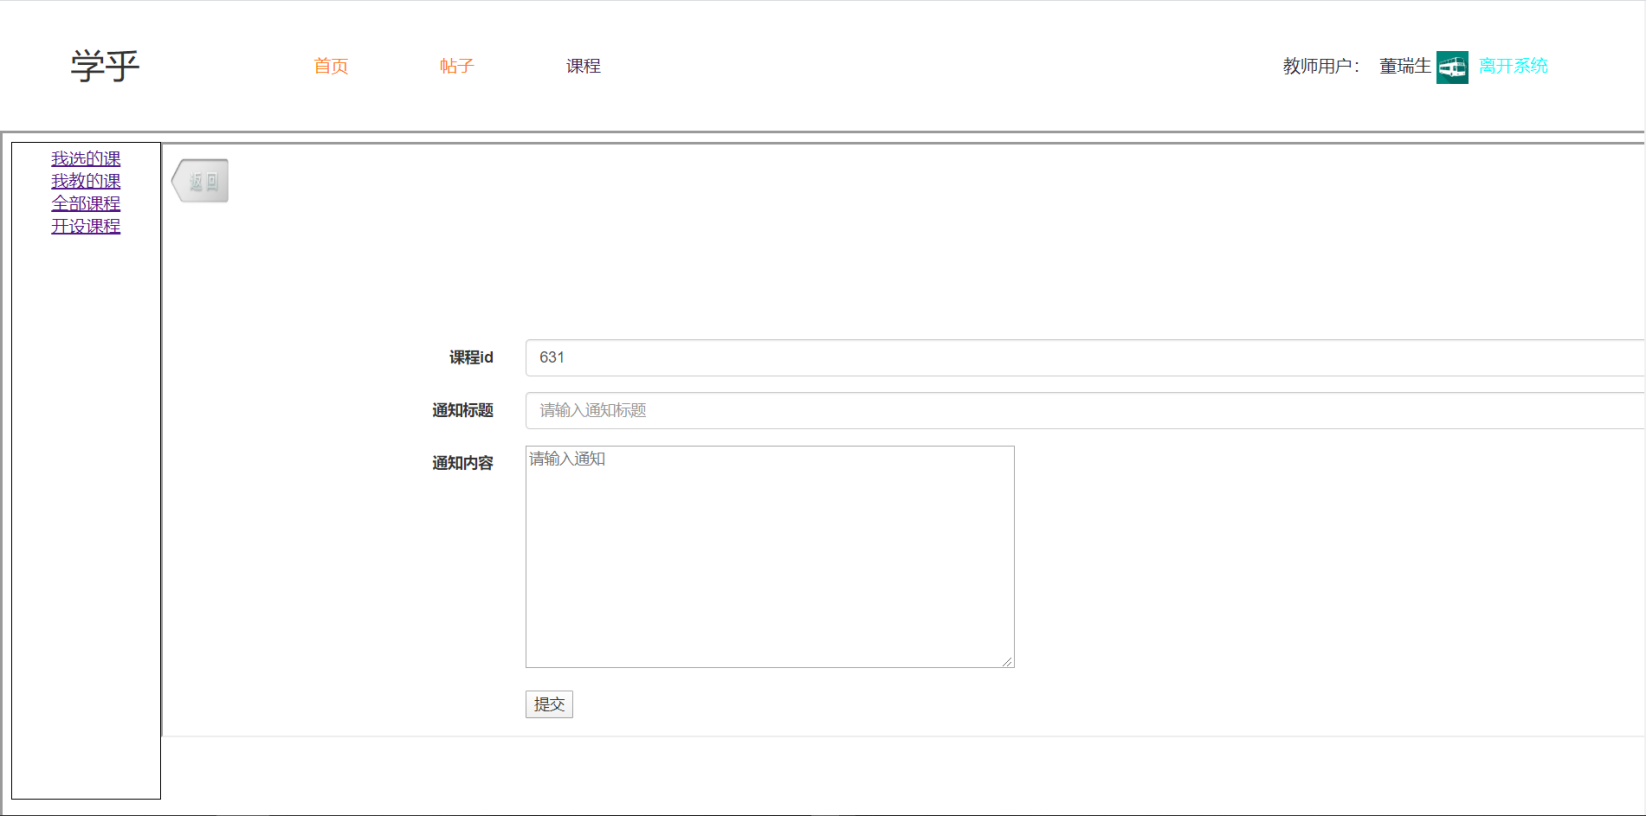 学乎 首页 帖子 课程 教师用户： 董瑞生 离开系统
我选的课
我教的课
全部课程
开设课程
返回
课程id 631
通知标题 请输入通知标题
通知内容 请输入通知
提交